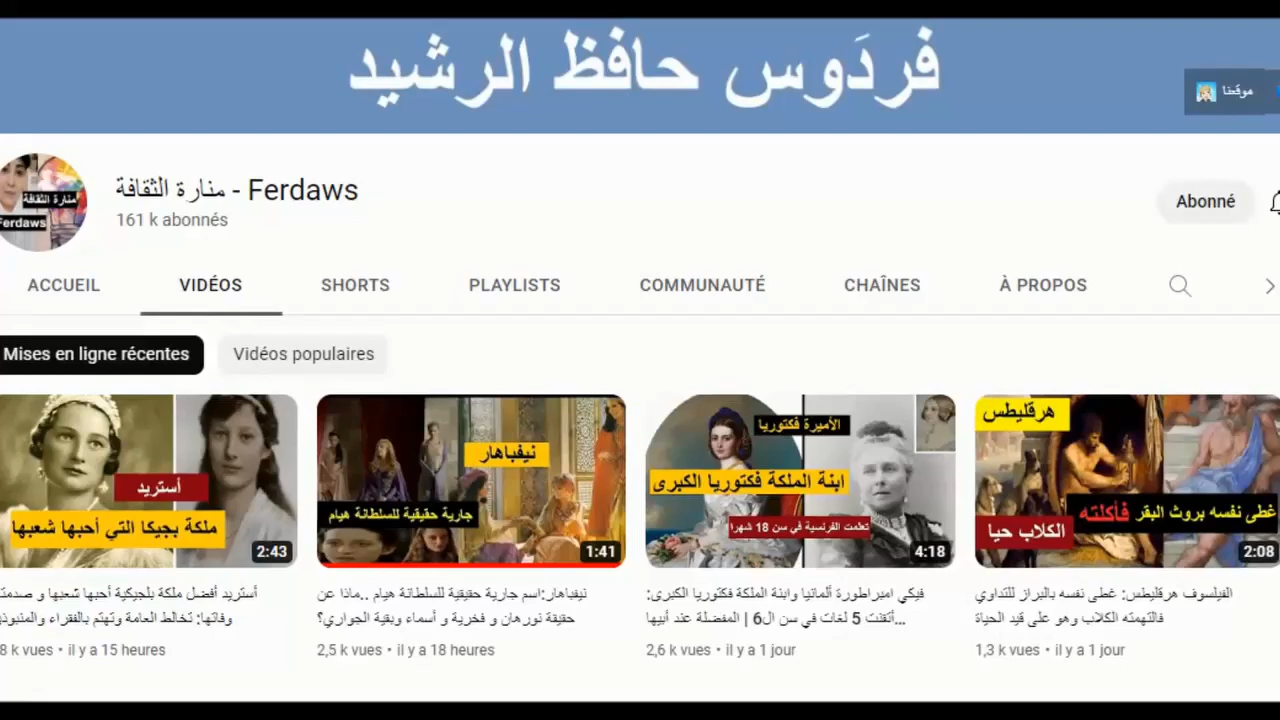 فردَوس حافظ الرشيد
موقعنا
منارة الثقافة - Ferdaws
161 k abonnés
منارة الثقافة
Ferdaws
Abonné
ACCUEIL
VIDÉOS
SHORTS
PLAYLISTS
COMMUNAUTÉ
CHAÎNES
À PROPOS
Mises en ligne récentes
Vidéos populaires
أستريد
ملكة بجيكا التي أحبها شعبها
2:43
نيفباهار
جارية حقيقية للسلطانة هيام
1:41
الأميرة فكتوريا
ابنة الملكة فكتوريا الكبرى
تعلمت الفرنسية في سن 18 شهرا
4:18
هرقليطس
غطى نفسه بروث البقر فأكلته
الكلاب حيا
2:08
أستريد أفضل ملكة بلجيكية أحبها شعبها و صدمت
وفاتها: تخالط العامة وتهتم بالفقراء والمنبوذ
8 k vues • il y a 15 heures
نيفباهار:اسم جارية حقيقية للسلطانة هيام ..ماذا عن
حقيقة نورهان و فخرية و أسماء وبقية الجواري؟
2,5 k vues • il y a 18 heures
فيكي امبراطورة ألمانيا وابنة الملكة فكتوريا الكبرى:
أتقنت 5 لغات في سن ال6 | المفضلة عند أبيها...
2,6 k vues • il y a 1 jour
الفيلسوف هرقليطس: غطى نفسه بالبراز للتداوي
فالتهمته الكلاب وهو على قيد الحياة
1,3 k vues • il y a 1 jour